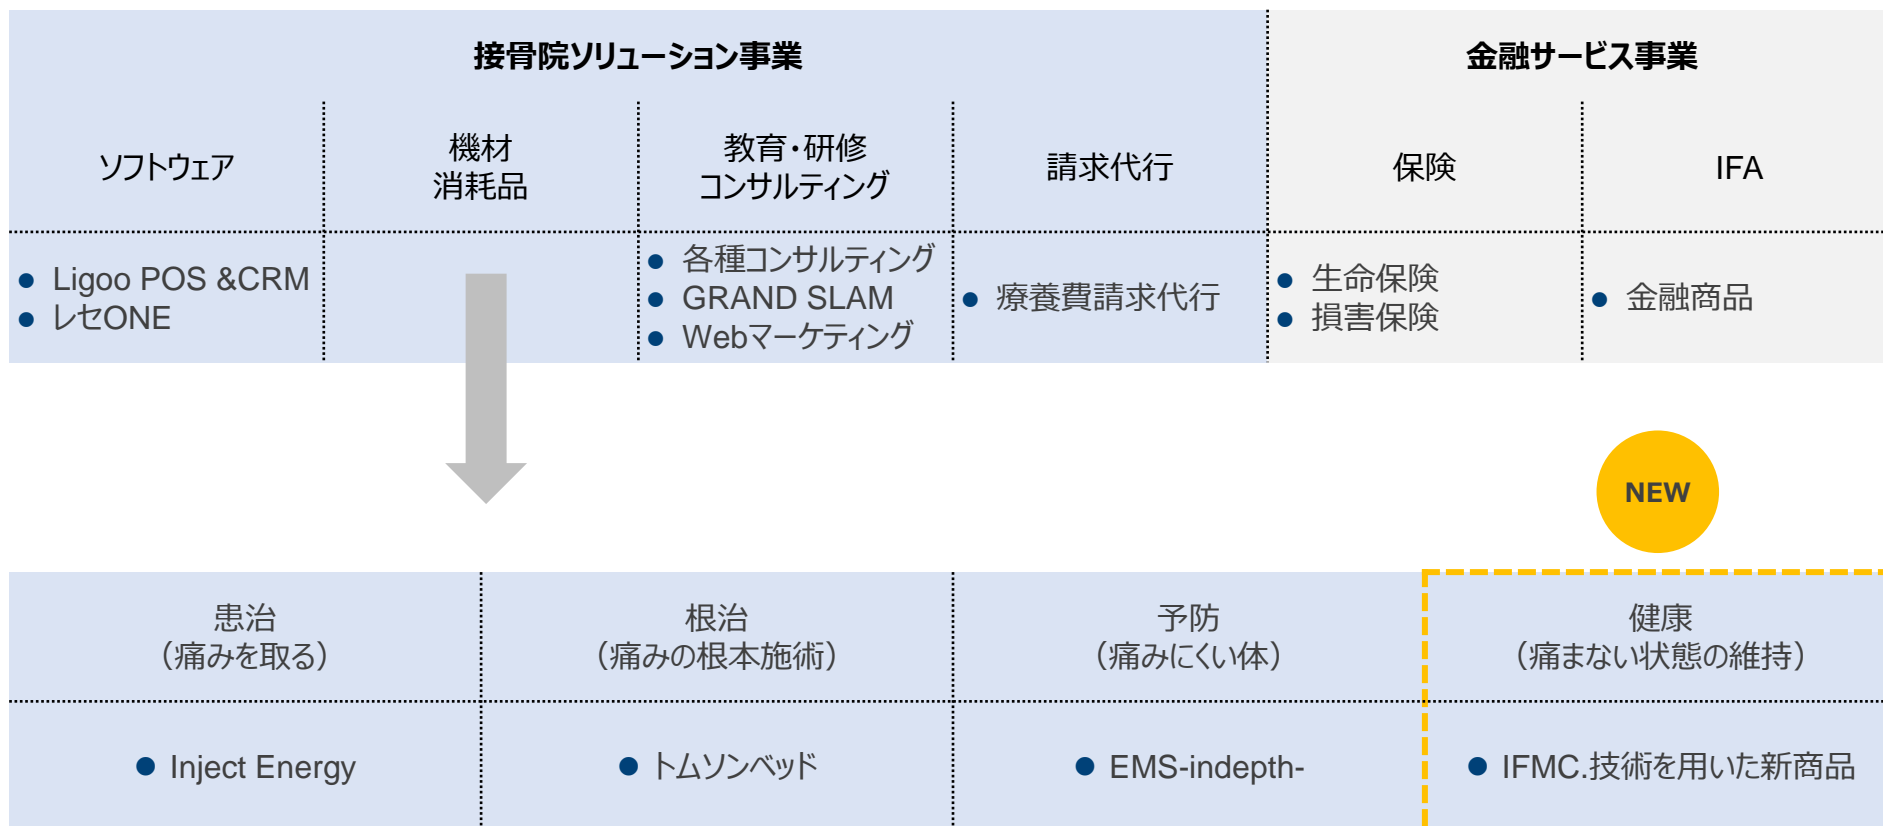 接骨院ソリューション事業
金融サービス事業
ソフトウェア
機材
消耗品
教育・研修
コンサルティング
請求代行
保険
IFA
● Ligoo POS &CRM
● レセONE
● 各種コンサルティング
● GRAND SLAM
● Webマーケティング
● 療養費請求代行
● 生命保険
● 損害保険
● 金融商品
NEW
患治
（痛みを取る）
根治
（痛みの根本施術）
予防
（痛みにくい体）
健康
（痛まない状態の維持）
● Inject Energy
● トムソンベッド
● EMS-indepth-
● IFMC.技術を用いた新商品